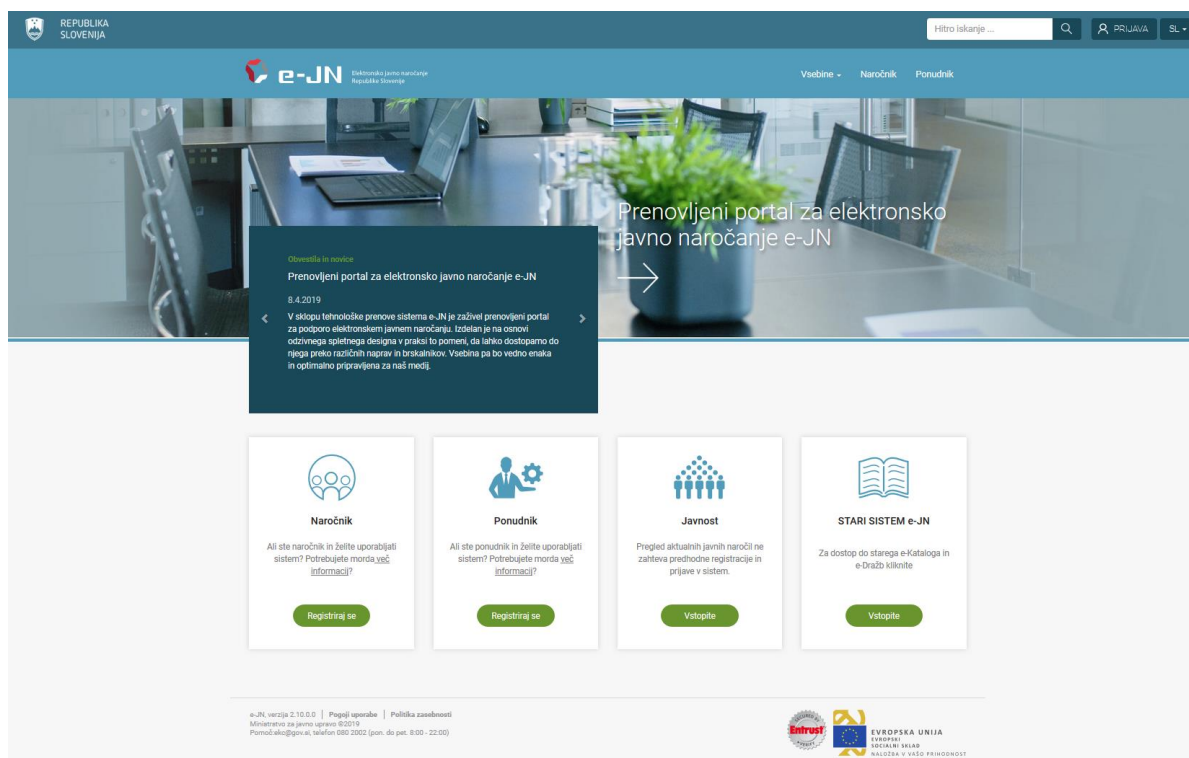 REPUBLIKA
SLOVENIJA
Hitro iskanje ...
PRIJAVA
SL
e-JN
Elektronsko javno naročanje
Republike Slovenije
Vsebine
Naročnik
Ponudnik
Prenovljeni portal za elektronsko
javno naročanje e-JN
Obvestila in novice
Prenovljeni portal za elektronsko javno naročanje e-JN
8.4.2019
V sklopu tehnološke prenove sistema e-JN je zaživel prenovljeni portal
za podporo elektronskem javnem naročanju. Izdelan je na osnovi
odzivnega spletnega designa v praksi to pomeni, da lahko dostopamo do
njega preko različnih naprav in brskalnikov. Vsebina pa bo vedno enaka
in optimalno pripravljena za naš medij.
Naročnik
Ali ste naročnik in želite uporabljati
sistem? Potrebujete morda več
informacij?
Registriraj se
Ponudnik
Ali ste ponudnik in želite uporabljati
sistem? Potrebujete morda več
informacij?
Registriraj se
Javnost
Pregled aktualnih javnih naročil ne
zahteva predhodne registracije in
prijave v sistem.
Vstopite
STARI SISTEM e-JN
Za dostop do starega e-Kataloga in
e-Dražb kliknite
Vstopite
e-JN, verzija 2.10.0.0 | Pogoji uporabe | Politika zasebnosti
Ministrstvo za javno upravo ©2019
Pomoč:ekc@gov.si, telefon 080 2002 (pon. do pet. 8:00 - 22:00)
Entrust
EVROPSKA UNIJA
EVROPSKI
SOCIALNI SKLAD
NALOŽBA V VAŠO PRIHODNOST